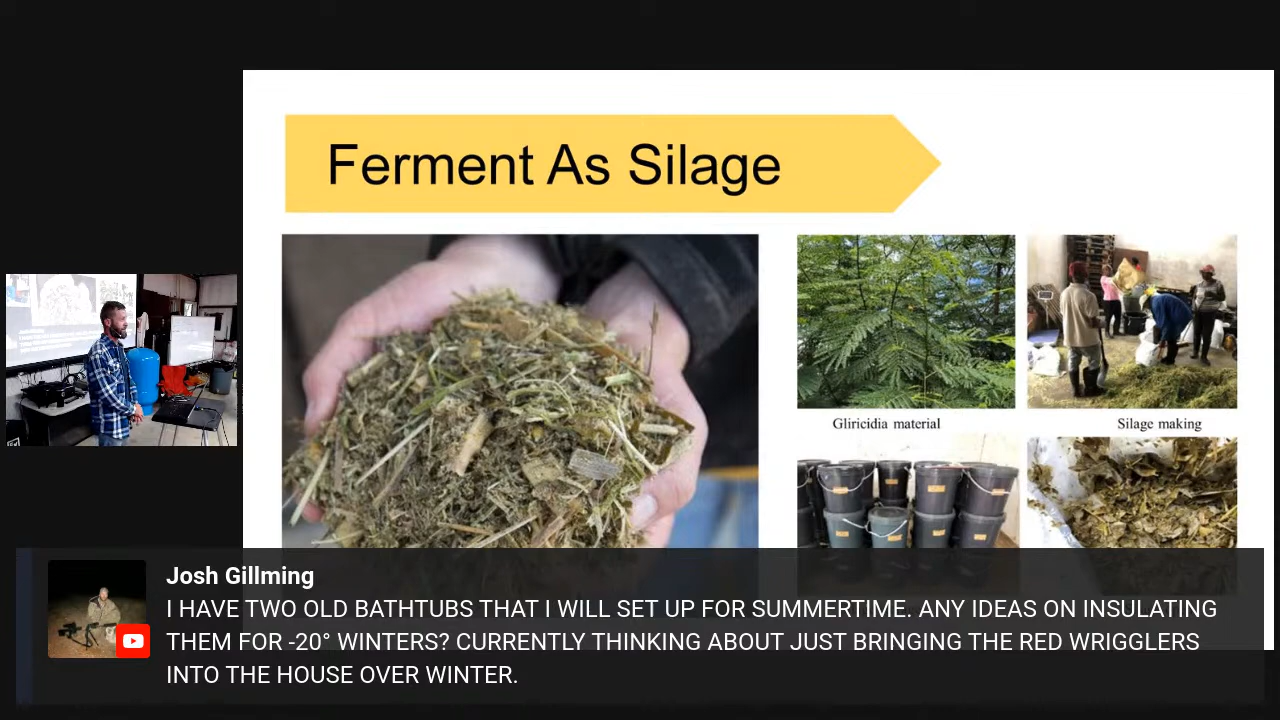 Ferment As Silage
Gliricidia material
Silage making
Josh Gillming
I HAVE TWO OLD BATHTUBS THAT I WILL SET UP FOR SUMMERTIME. ANY IDEAS ON INSULATING
THEM FOR -20° WINTERS? CURRENTLY THINKING ABOUT JUST BRINGING THE RED WRIGGLERS
INTO THE HOUSE OVER WINTER.